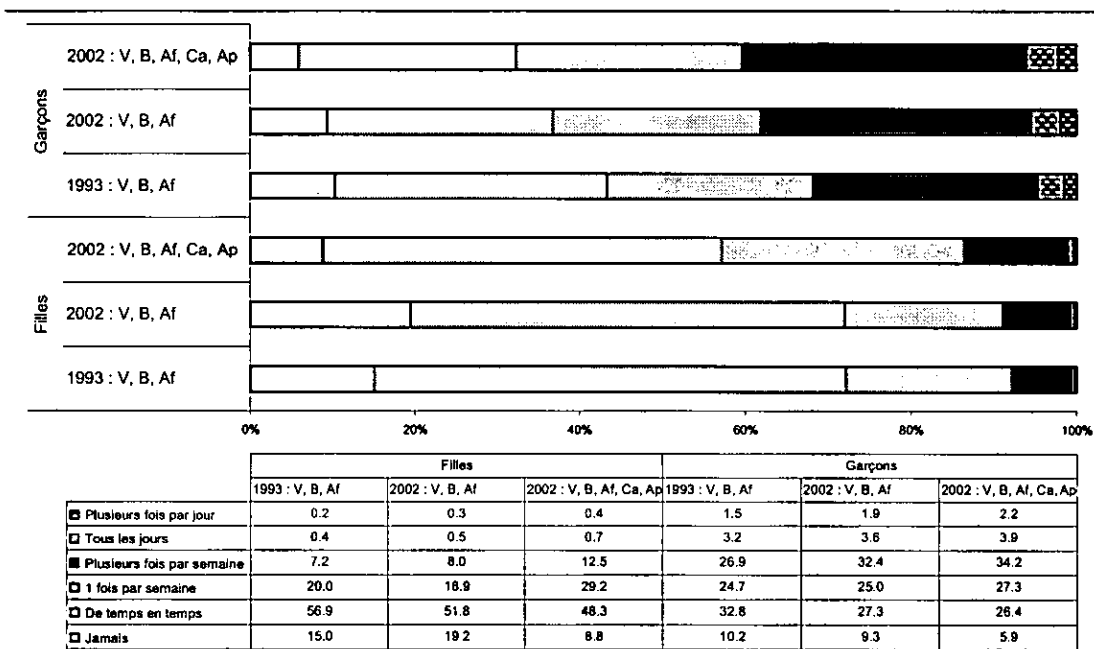 Garçons
2002 : V, B, Af, Ca, Ap
2002 : V, B, Af
1993 : V, B, Af
Filles
2002 : V, B, Af, Ca, Ap
2002 : V, B, Af
1993 : V, B, Af
0% 20% 40% 60% 80% 100%
Filles Garçons
1993 : V, B, Af 2002 : V, B, Af 2002 : V, B, Af, Ca, Ap 1993 : V, B, Af 2002 : V, B, Af 2002 : V, B, Af, Ca, Ap
Plusieurs fois par jour 0.2 0.3 0.4 1.5 1.9 2.2
Tous les jours 0.4 0.5 0.7 3.2 3.6 3.9
Plusieurs fois par semaine 7.2 8.0 12.5 26.9 32.4 34.2
1 fois par semaine 20.0 18.9 29.2 24.7 25.0 27.3
De temps en temps 56.9 51.8 48.3 32.8 27.3 26.4
Jamais 15.0 19.2 8.8 10.2 9.3 5.9